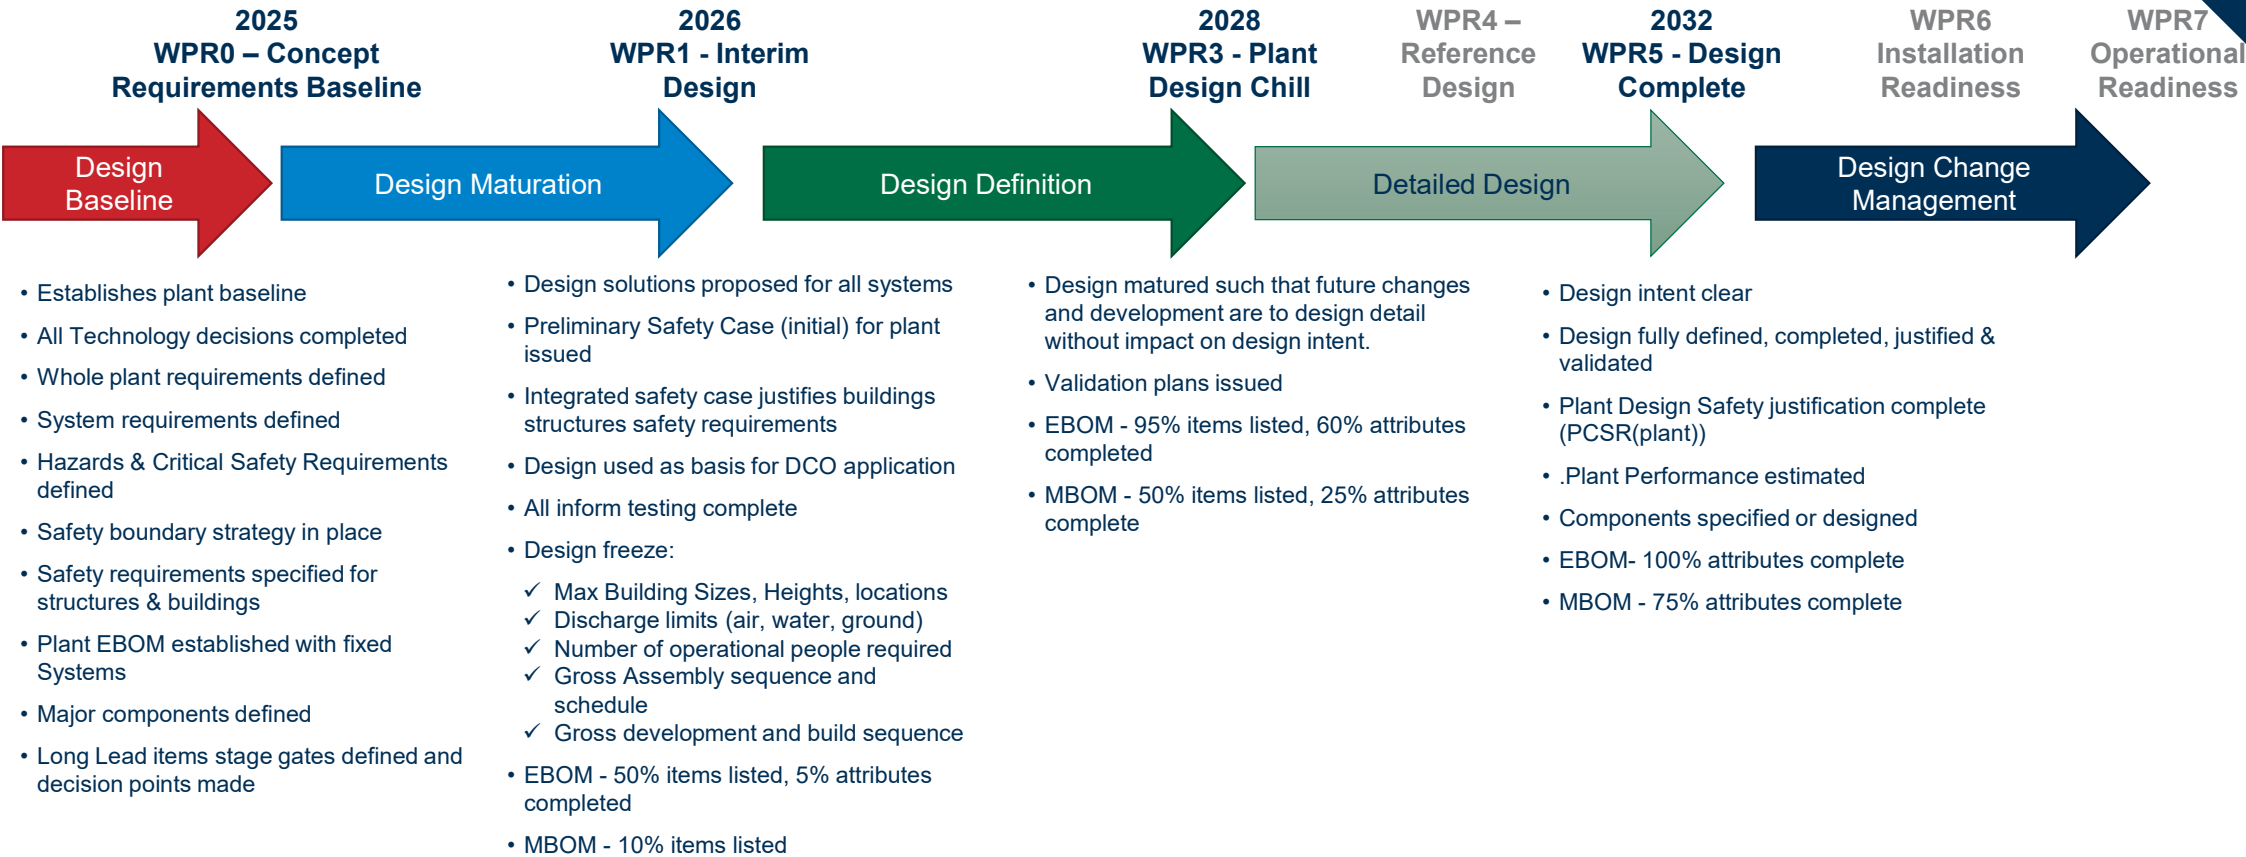 2025
WPR0 – Concept
Requirements Baseline
2026
WPR1 - Interim
Design
2028
WPR3 - Plant
Design Chill
WPR4 –
Reference
Design
2032
WPR5 - Design
Complete
WPR6
Installation
Readiness
WPR7
Operational
Readiness
Design
Baseline
Design Maturation
Design Definition
Detailed Design
Design Change
Management
• Establishes plant baseline
• All Technology decisions completed
• Whole plant requirements defined
• System requirements defined
• Hazards & Critical Safety Requirements
defined
• Safety boundary strategy in place
• Safety requirements specified for
structures & buildings
• Plant EBOM established with fixed
Systems
• Major components defined
• Long Lead items stage gates defined and
decision points made
• Design solutions proposed for all systems
• Preliminary Safety Case (initial) for plant
issued
• Integrated safety case justifies buildings
structures safety requirements
• Design used as basis for DCO application
• All inform testing complete
• Design freeze:
✓ Max Building Sizes, Heights, locations
✓ Discharge limits (air, water, ground)
✓ Number of operational people required
✓ Gross Assembly sequence and
schedule
✓ Gross development and build sequence
• EBOM - 50% items listed, 5% attributes
completed
• MBOM - 10% items listed
• Design matured such that future changes
and development are to design detail
without impact on design intent.
• Validation plans issued
• EBOM - 95% items listed, 60% attributes
completed
• MBOM - 50% items listed, 25% attributes
complete
• Design intent clear
• Design fully defined, completed, justified &
validated
• Plant Design Safety justification complete
(PCSR(plant))
• .Plant Performance estimated
• Components specified or designed
• EBOM- 100% attributes complete
• MBOM - 75% attributes complete